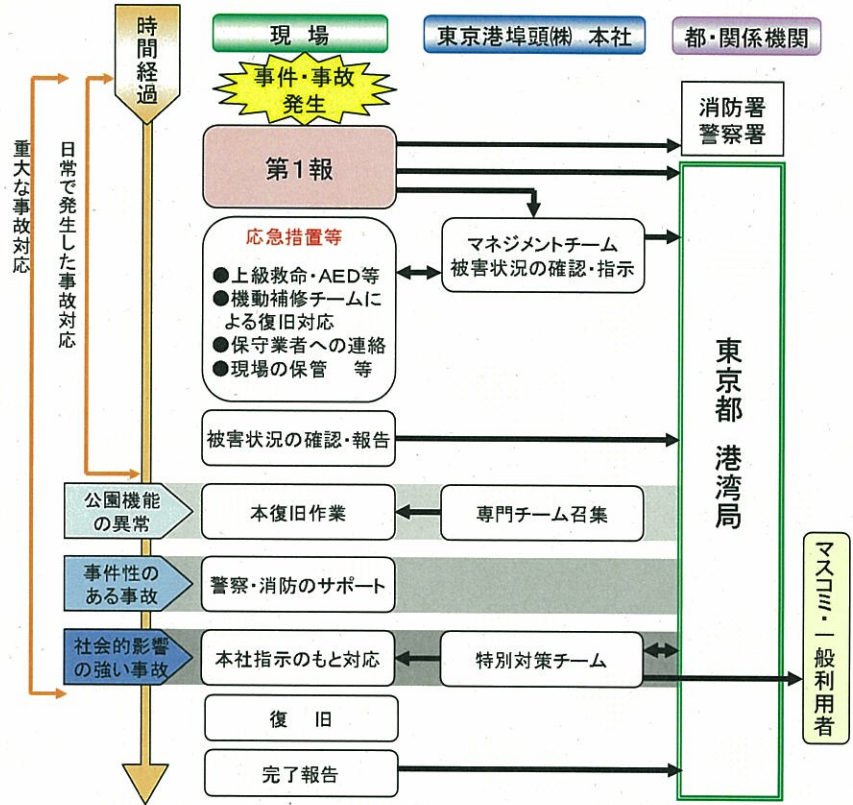 時間経過
現 場
東京港埠頭㈱ 本社
都・関係機関
事件・事故
発生
消防署
警察署
重大な事故対応
日常で発生した事故対応
第1報
応急措置等
●上級救命・AED等
●機動補修チームに
よる復旧対応
●保守業者への連絡
●現場の保管 等
マネジメントチーム
被害状況の確認・指示
東京都 港湾局
被害状況の確認・報告
公園機能
の異常
本復旧作業
専門チーム召集
事件性の
ある事故
警察・消防のサポート
社会的影響
の強い事故
本社指示のもと対応
特別対策チーム
マスコミ・一般利用者
復 旧
完了報告